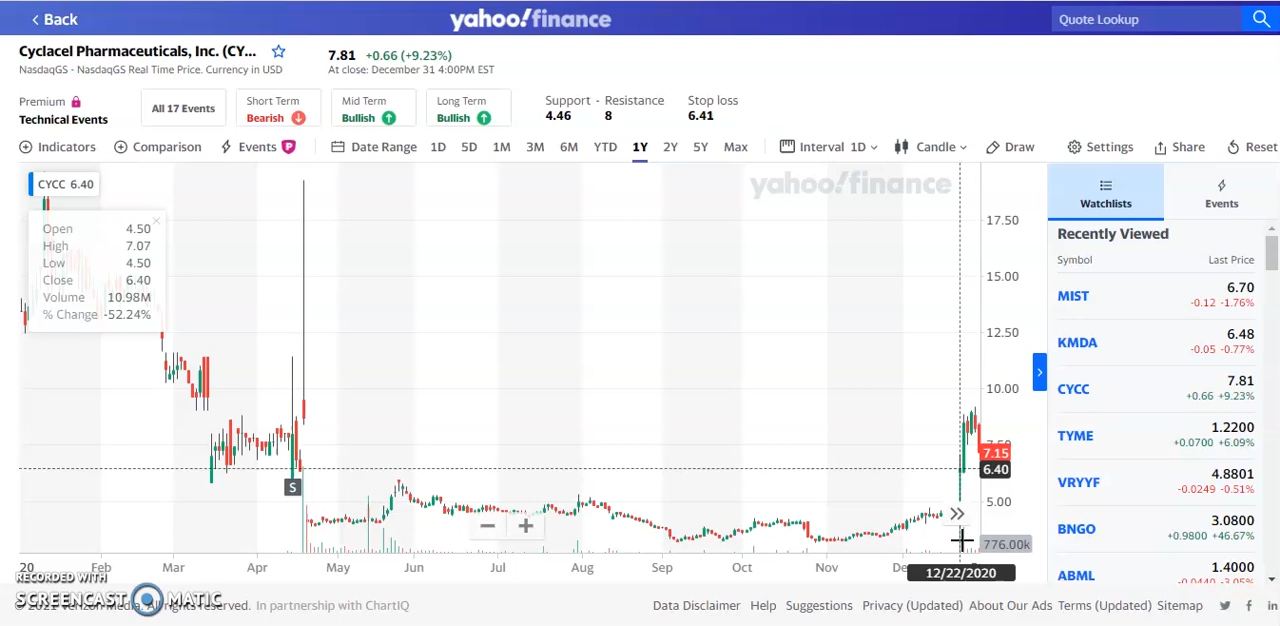 Back
yahoo!finance
Quote Lookup
Cyclacel Pharmaceuticals, Inc. (CY...
7.81 +0.66 (+9.23%)
NasdaqGS - NasdaqGS Real Time Price. Currency in USD
At close: December 31 4:00PM EST
Premium
Technical Events
All 17 Events
Short Term
Bearish
Mid Term
Bullish
Long Term
Bullish
Support - Resistance
4.46 8
Stop loss
6.41
Indicators Comparison Events P Date Range 1D 5D 1M 3M 6M YTD 1Y 2Y 5Y Max Interval 1D Candle Draw Settings Share Reset
CYCC 6.40
yahoo!finance
Open 4.50
High 7.07
Low 4.50
Close 6.40
Volume 10.98M
% Change -52.24%
S
17.50
15.00
12.50
10.00
7.50
7.15
6.40
5.00
776.00k
20 Feb Mar Apr May Jun Jul Aug Sep Oct Nov
12/22/2020
Watchlists
Events
Recently Viewed
Symbol Last Price
MIST 6.70
-0.12 -1.76%
KMDA 6.48
-0.05 -0.77%
CYCC 7.81
+0.66 +9.23%
TYME 1.2200
+0.0700 +6.09%
VRYYF 4.8801
-0.0249 -0.51%
BNGO 3.0800
+0.9800 +46.67%
ABML 1.4000
-0.0440 -3.05%
RECORDED WITH
SCREENCAST MATIC
All rights reserved. In partnership with ChartIQ
Data Disclaimer Help Suggestions Privacy (Updated) About Our Ads Terms (Updated) Sitemap